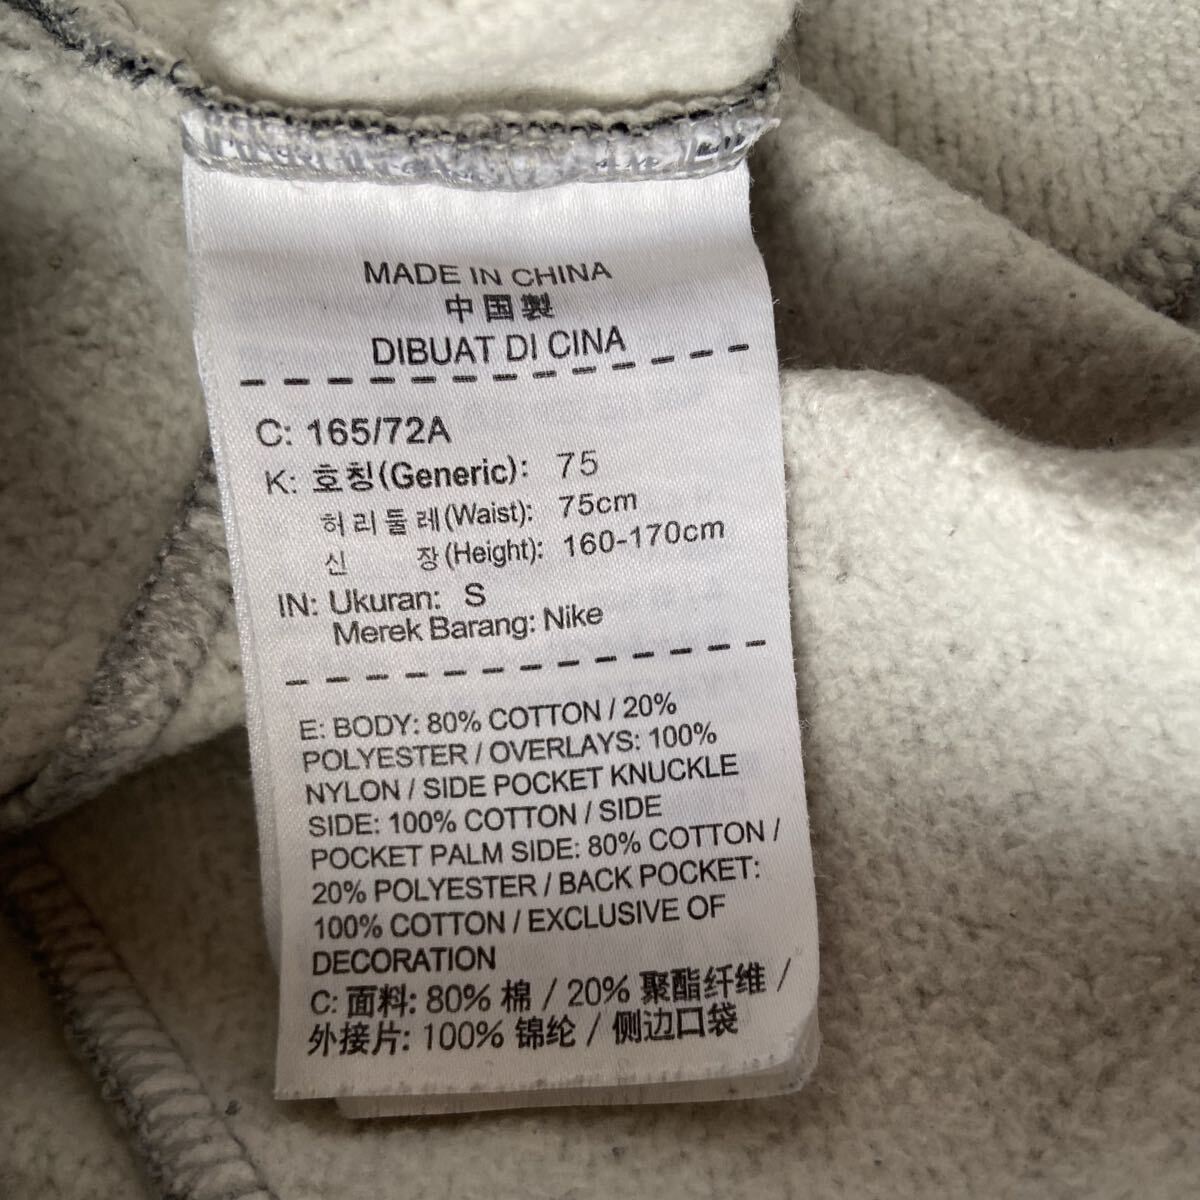 MADE IN CHINA
中国製
DIBUAT DI CINA
C: 165/72A
K: 호칭(Generic): 75
허리둘레(Waist): 75cm
신 장(Height): 160-170cm
IN: Ukuran: S
Merek Barang: Nike
E: BODY: 80% COTTON / 20%
POLYESTER / OVERLAYS: 100%
NYLON / SIDE POCKET KNUCKLE
SIDE: 100% COTTON / SIDE
POCKET PALM SIDE: 80% COTTON /
20% POLYESTER / BACK POCKET:
100% COTTON / EXCLUSIVE OF
DECORATION
C: 面料: 80% 棉 / 20% 聚酯纤维 /
外接片: 100% 锦纶 / 侧边口袋